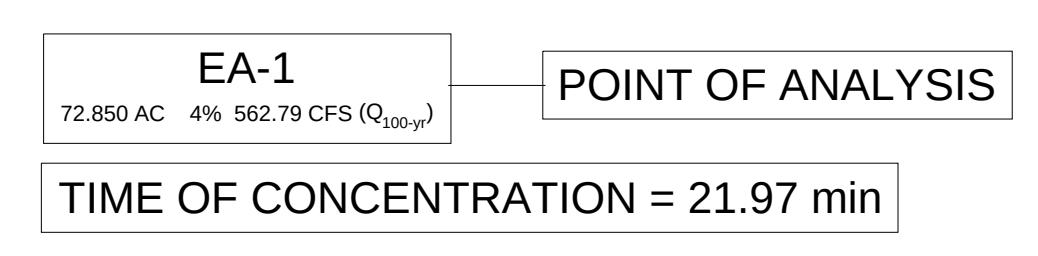 EA-1
72.850 AC 4% 562.79 CFS (Q100-yr)
POINT OF ANALYSIS
TIME OF CONCENTRATION = 21.97 min